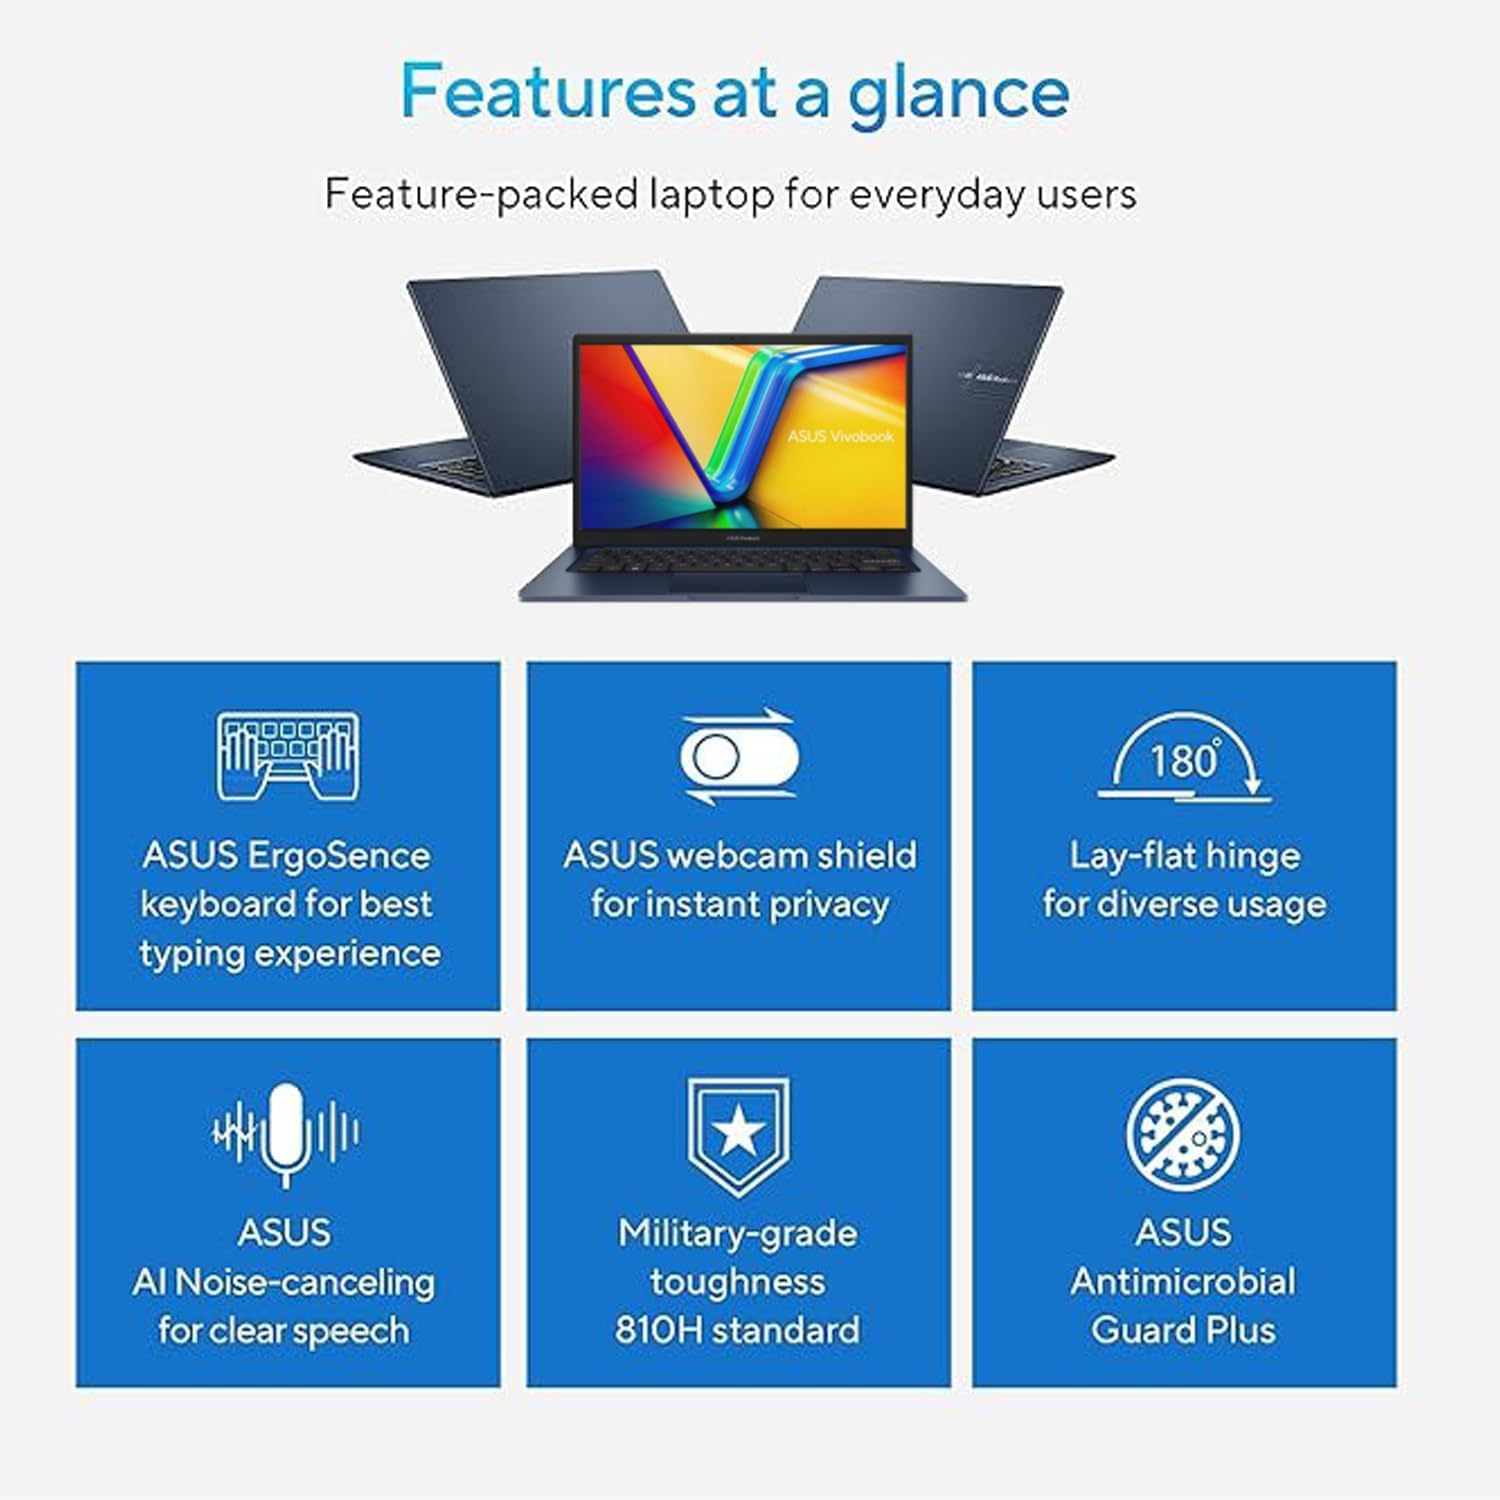 Features at a glance
Feature-packed laptop for everyday users
ASUS Vivobook
180°
ASUS ErgoSence
keyboard for best
typing experience
ASUS webcam shield
for instant privacy
Lay-flat hinge
for diverse usage
ASUS
AI Noise-canceling
for clear speech
Military-grade
toughness
810H standard
ASUS
Antimicrobial
Guard Plus